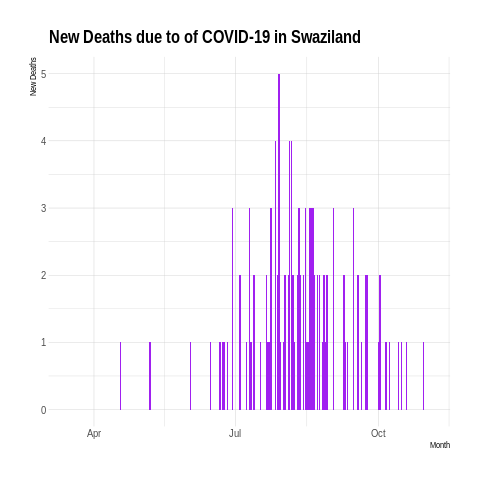 New Deaths due to of COVID-19 in Swaziland
New Deaths
5
4
3
2
1
0
Apr
Jul
Oct
Month